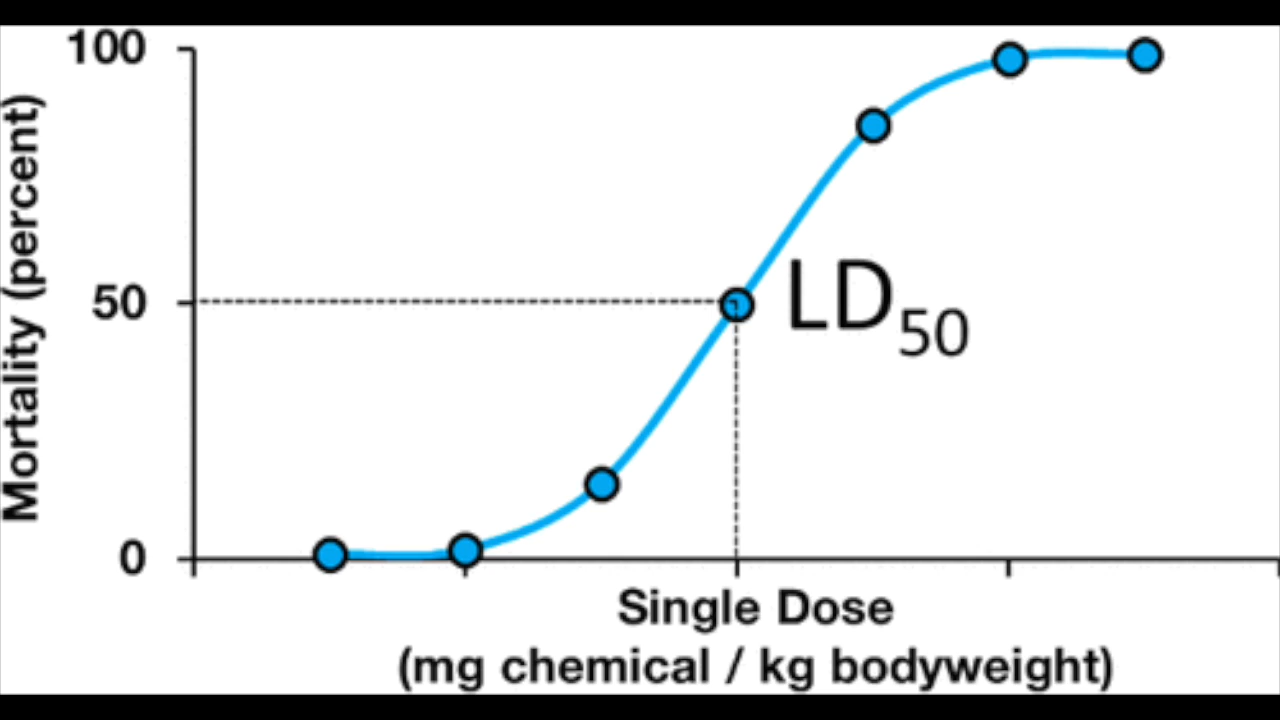 100
Mortality (percent)
50
LD50
0
Single Dose
(mg chemical / kg bodyweight)